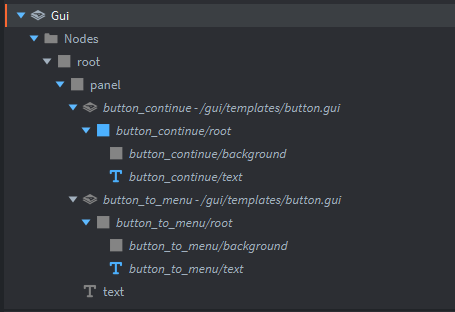 Gui
Nodes
root
panel
button_continue - /gui/templates/button.gui
button_continue/root
button_continue/background
button_continue/text
button_to_menu - /gui/templates/button.gui
button_to_menu/root
button_to_menu/background
button_to_menu/text
text